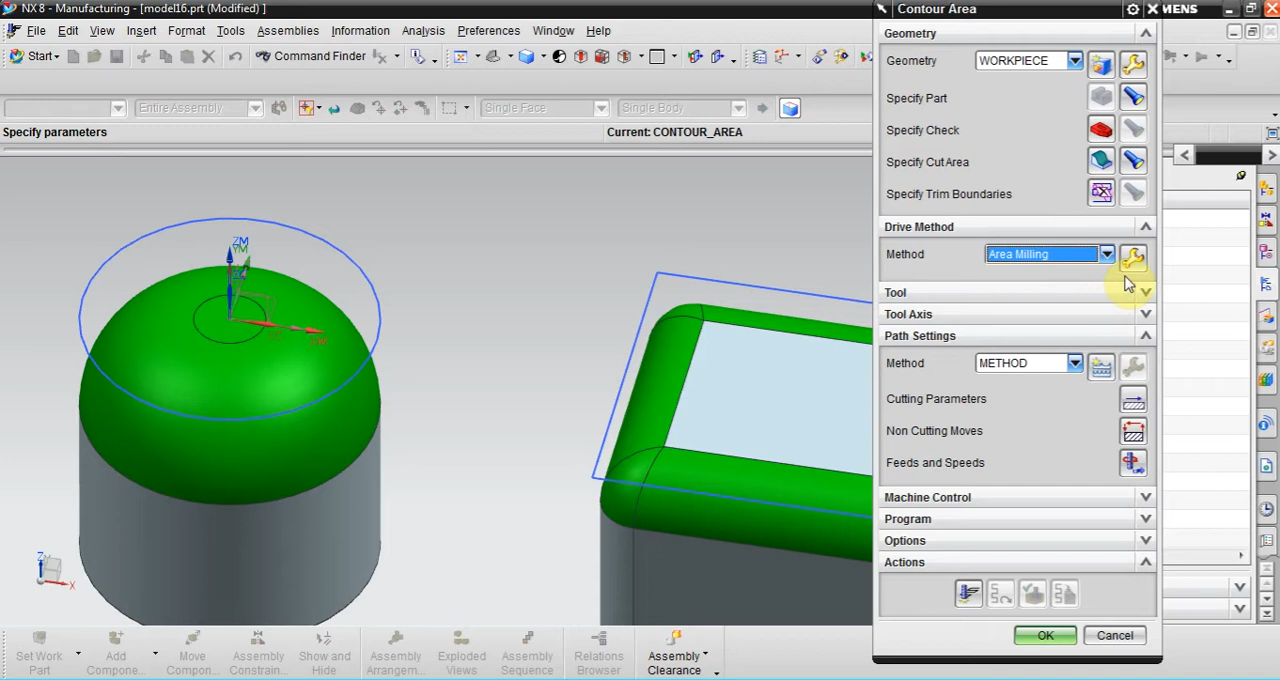 NX 8 - Manufacturing - [model16.prt (Modified) ]
Contour Area
MENS
File Edit View Insert Format Tools Assemblies Information Analysis Preferences Window Help
Geometry
Start
Command Finder
Geometry WORKPIECE
Specify Part
Entire Assembly
Single Face
Single Body
Specify parameters
Current: CONTOUR_AREA
Specify Check
Specify Cut Area
Specify Trim Boundaries
Drive Method
Method Area Milling
ZM
YM
XM
Tool
Tool Axis
Path Settings
Method METHOD
Cutting Parameters
Non Cutting Moves
Feeds and Speeds
Machine Control
Program
Options
Actions
Z
X
OK Cancel
Set Work Part
Add Compone...
Move Compon...
Assembly Constrain...
Show and Hide
Assembly Arrangem...
Exploded Views
Assembly Sequence
Relations Browser
Assembly Clearance